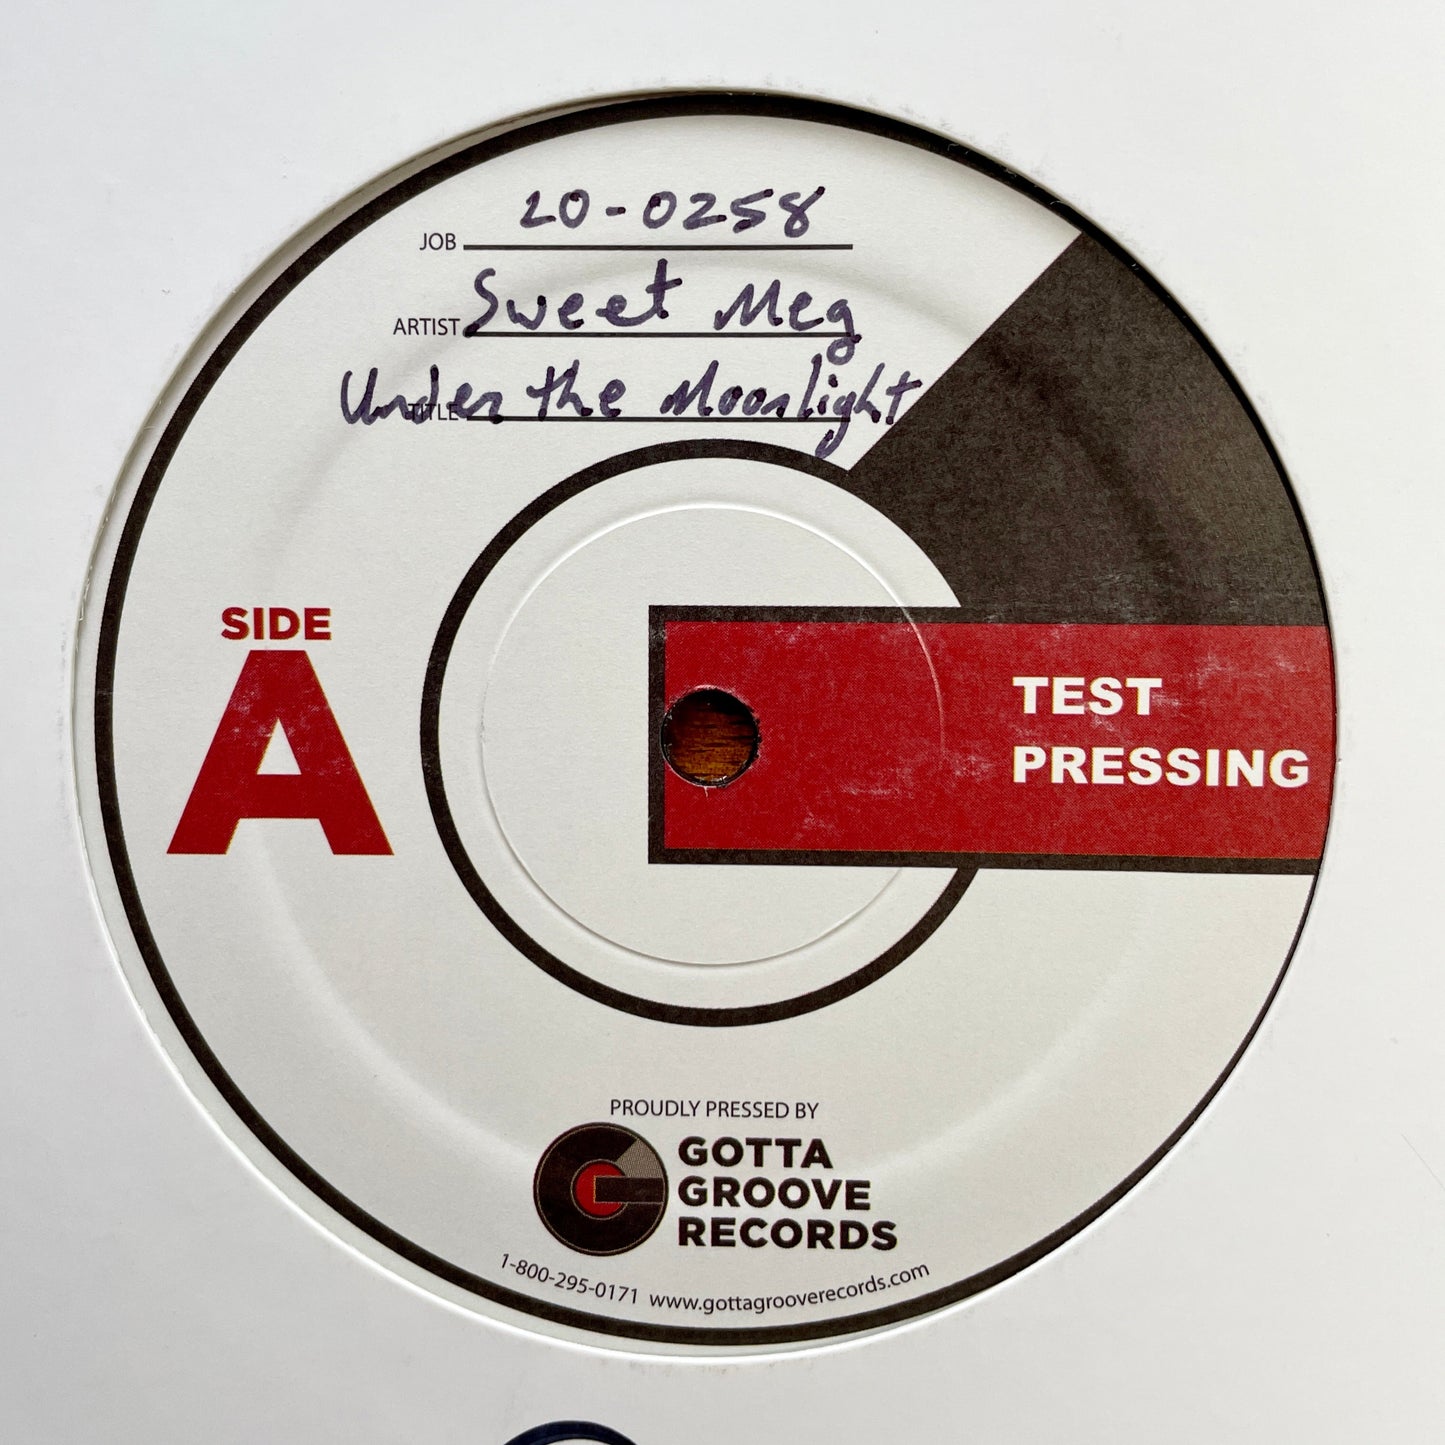 JOB 20-0258
ARTIST Sweet Meg
TITLE Under the Moonlight
SIDE
A
TEST
PRESSING
PROUDLY PRESSED BY
GOTTA
GROOVE
RECORDS
1-800-295-0171 www.gottagrooverecords.com